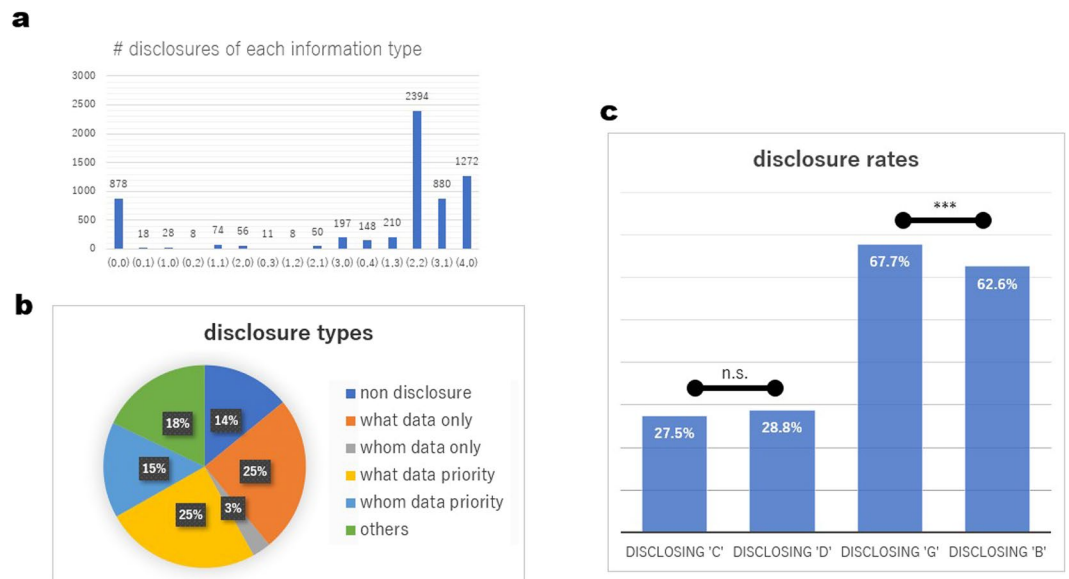 a
# disclosures of each information type
3000
2500
2000
1500
1000
500
0
878
18
28
8
74
56
11
8
50
197
148
210
2394
880
1272
(0,0) (0,1) (1,0) (0,2) (1,1) (2,0) (0,3) (1,2) (2,1) (3,0) (0,4) (1,3) (2,2) (3,1) (4,0)
b
disclosure types
14%
25%
3%
25%
15%
18%
non disclosure
what data only
whom data only
what data priority
whom data priority
others
c
disclosure rates
***
n.s.
27.5%
28.8%
67.7%
62.6%
DISCLOSING 'C' DISCLOSING 'D' DISCLOSING 'G' DISCLOSING 'B'